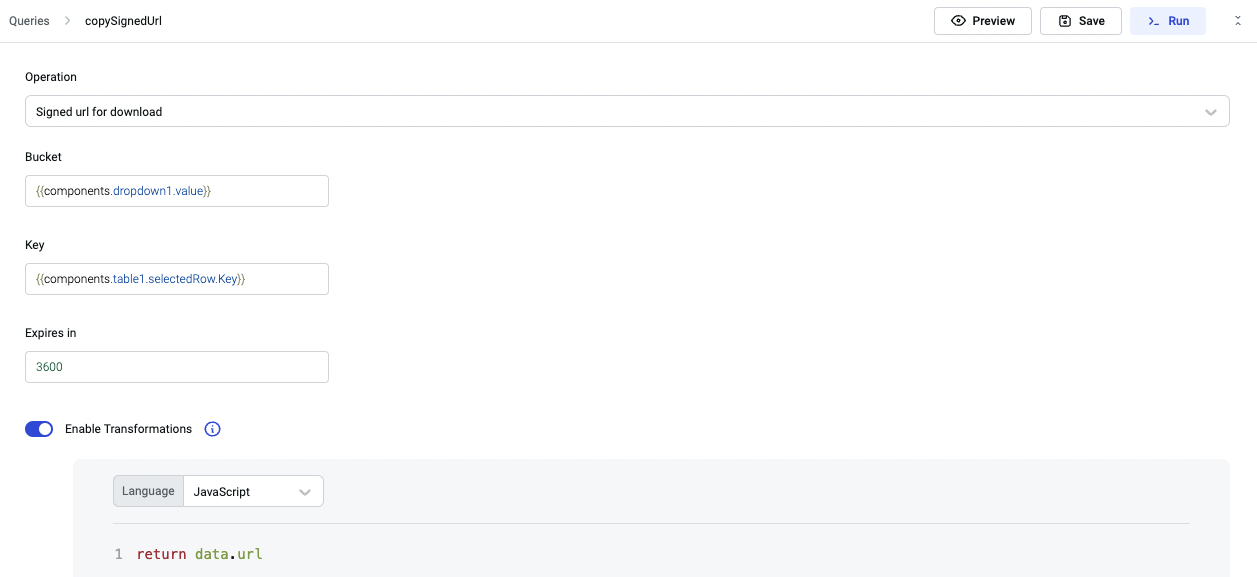 Queries > copySignedUrl
Preview Save >_ Run
Operation
Signed url for download
Bucket
{{components.dropdown1.value}}
Key
{{components.table1.selectedRow.Key}}
Expires in
3600
Enable Transformations
Language JavaScript
1 return data.url